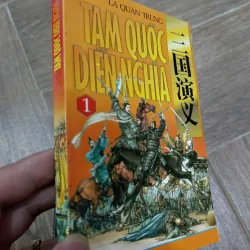 LA QUÁN TRUNG
TAM QUỐC
DIỄN NGHĨA
三国演义
1